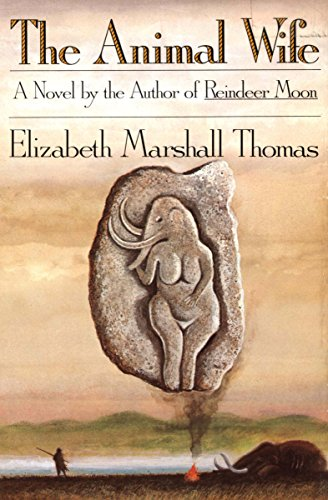 The Animal Wife
A Novel by the Author of Reindeer Moon
Elizabeth Marshall Thomas